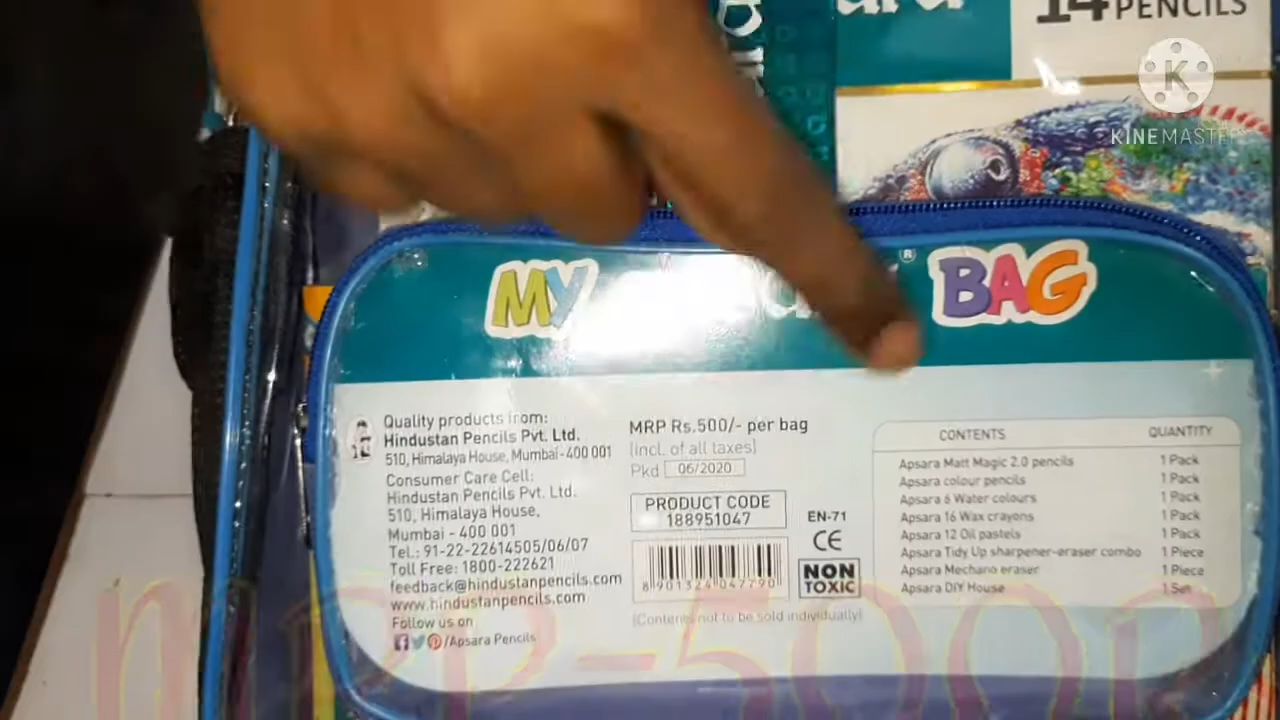 14 PENCILS
K
KINEMASTER
MY
BAG
®
Quality products from:
Hindustan Pencils Pvt. Ltd.
510, Himalaya House, Mumbai-400 001
Consumer Care Cell:
Hindustan Pencils Pvt. Ltd.
510, Himalaya House,
Mumbai - 400 001
Tel.: 91-22-22614505/06/07
Toll Free: 1800-222621
feedback@hindustanpencils.com
www.hindustanpencils.com
Follow us on
/Apsara Pencils
MRP Rs.500/- per bag
(Incl. of all taxes)
Pkd 06/2020
PRODUCT CODE
188951047
8 901324 047790
EN-71
CE
NON
TOXIC
(Contents not to be sold individually)
CONTENTS QUANTITY
Apsara Matt Magic 2.0 pencils 1 Pack
Apsara colour pencils 1 Pack
Apsara 6 Water colours 1 Pack
Apsara 16 Wax crayons 1 Pack
Apsara 12 Oil pastels 1 Pack
Apsara Tidy Up sharpener-eraser combo 1 Piece
Apsara Mechano eraser 1 Piece
Apsara DIY House 1 Set